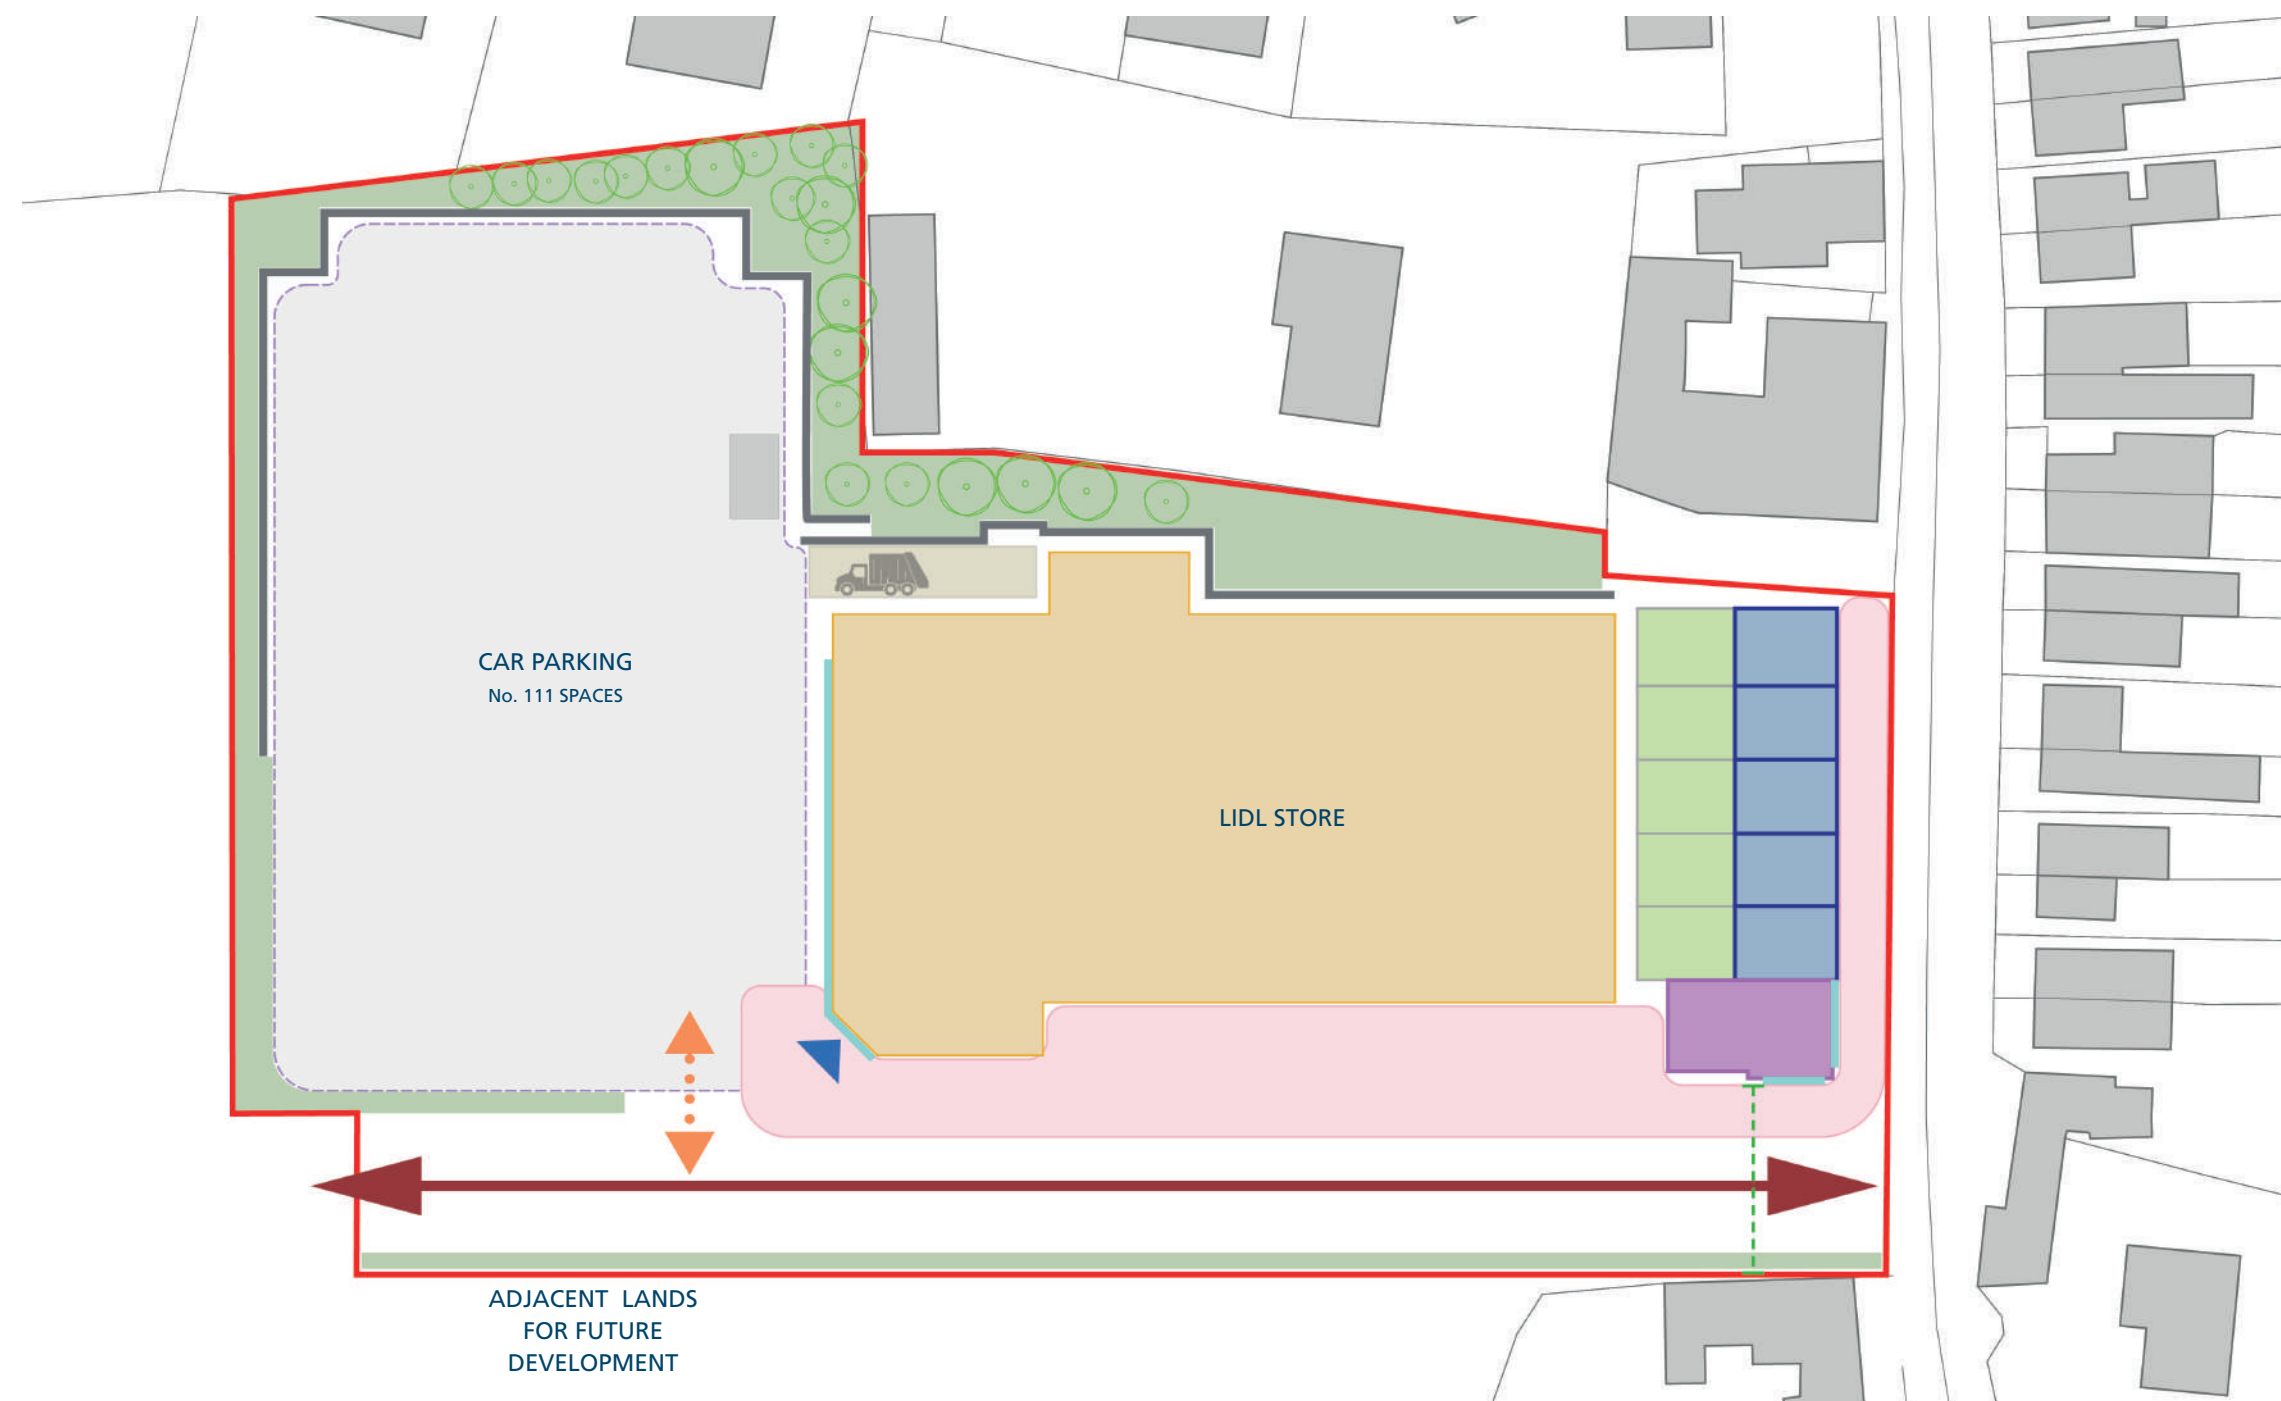 CAR PARKING
No. 111 SPACES
LIDL STORE
ADJACENT LANDS
FOR FUTURE
DEVELOPMENT